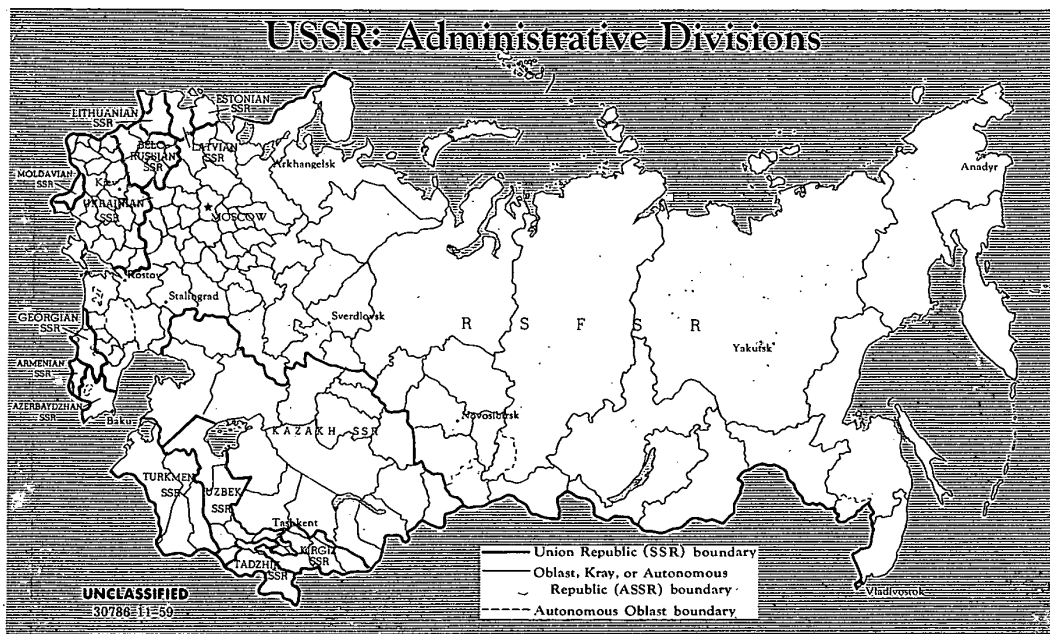 USSR: Administrative Divisions
ESTONIAN
SSR
LITHUANIAN
SSR
BELO
RUSSIAN
SSR
LATVIAN
SSR
Arkhangelsk
Anadyr
MOLDAVIAN
SSR
Kiev
UKRAINIAN
SSR
MOSCOW
Rostov
Stalingrad
GEORGIAN
SSR
Sverdlovsk
R S F S R
Yakutsk
ARMENIAN
SSR
AZERBAYDZHAN
SSR
Baku
Novosibirsk
KAZAKH SSR
TURKMEN
SSR
UZBEK
SSR
Tashkent
KIRGIZ
SSR
TADZHIK
SSR
Union Republic (SSR) boundary
Oblast, Kray, or Autonomous
Republic (ASSR) boundary
Autonomous Oblast boundary
Vladivostok
UNCLASSIFIED
30786 11-59